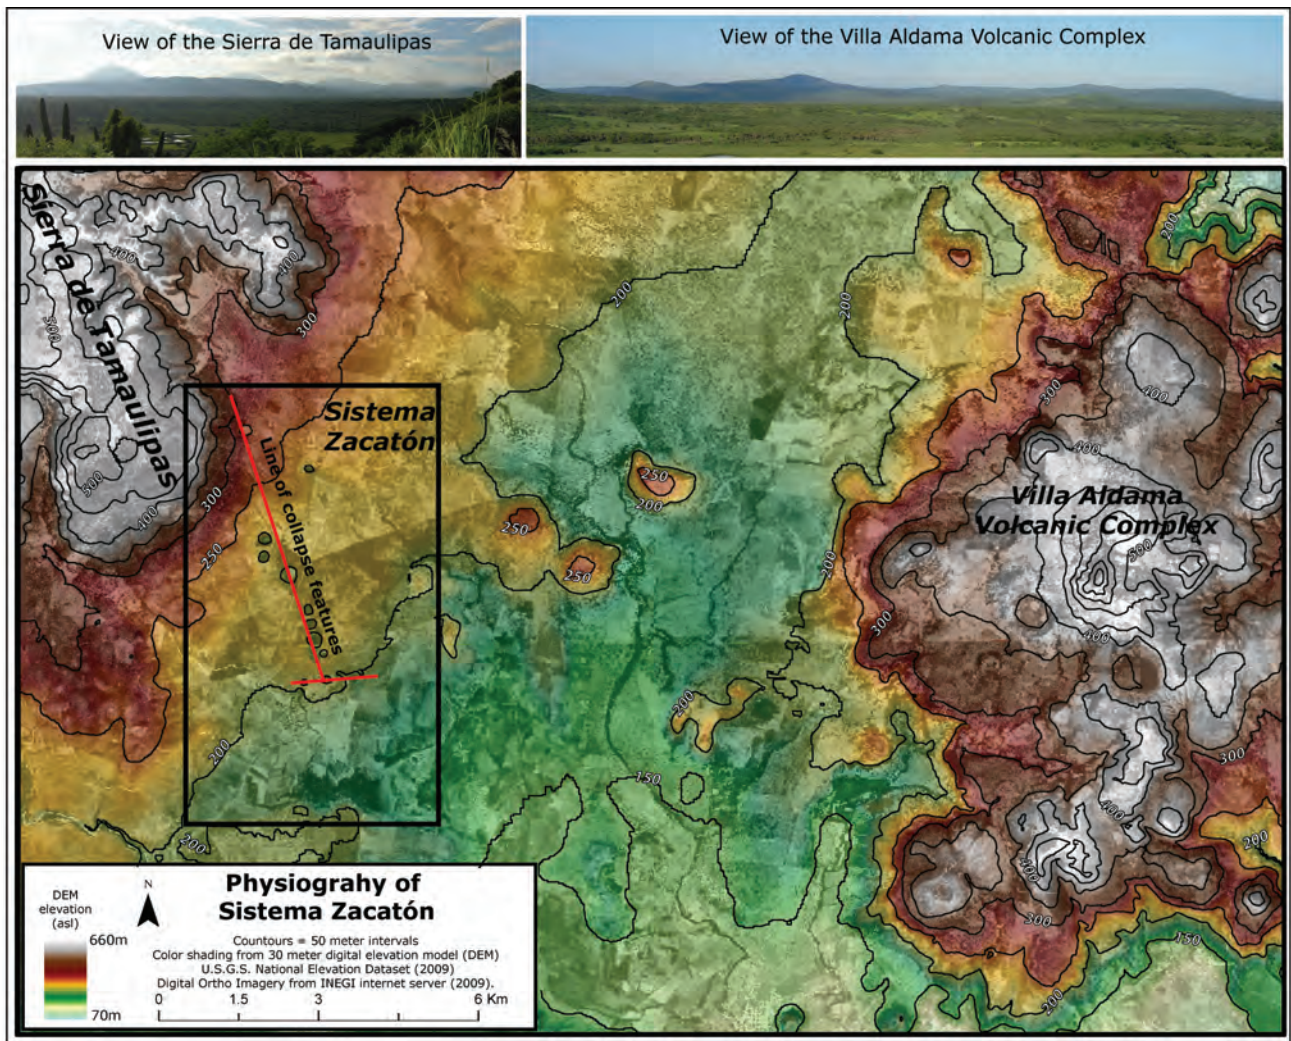 View of the Sierra de Tamaulipas
View of the Villa Aldama Volcanic Complex
Sierra de Tamaulipas
400
400
300
500
500
400
300
250
Sistema
Zacatón
Line of collapse features
200
200
200
250
200
250
250
200
200
150
200
200
300
400
400
Villa Aldama
Volcanic Complex
500
300
400
300
400
400
200
300
150
200
Physiograhy of
Sistema Zacatón
DEM
elevation
(asl)
660m
70m
N
Countours = 50 meter intervals
Color shading from 30 meter digital elevation model (DEM)
U.S.G.S. National Elevation Dataset (2009)
Digital Ortho Imagery from INEGI internet server (2009).
0 1.5 3 6 Km